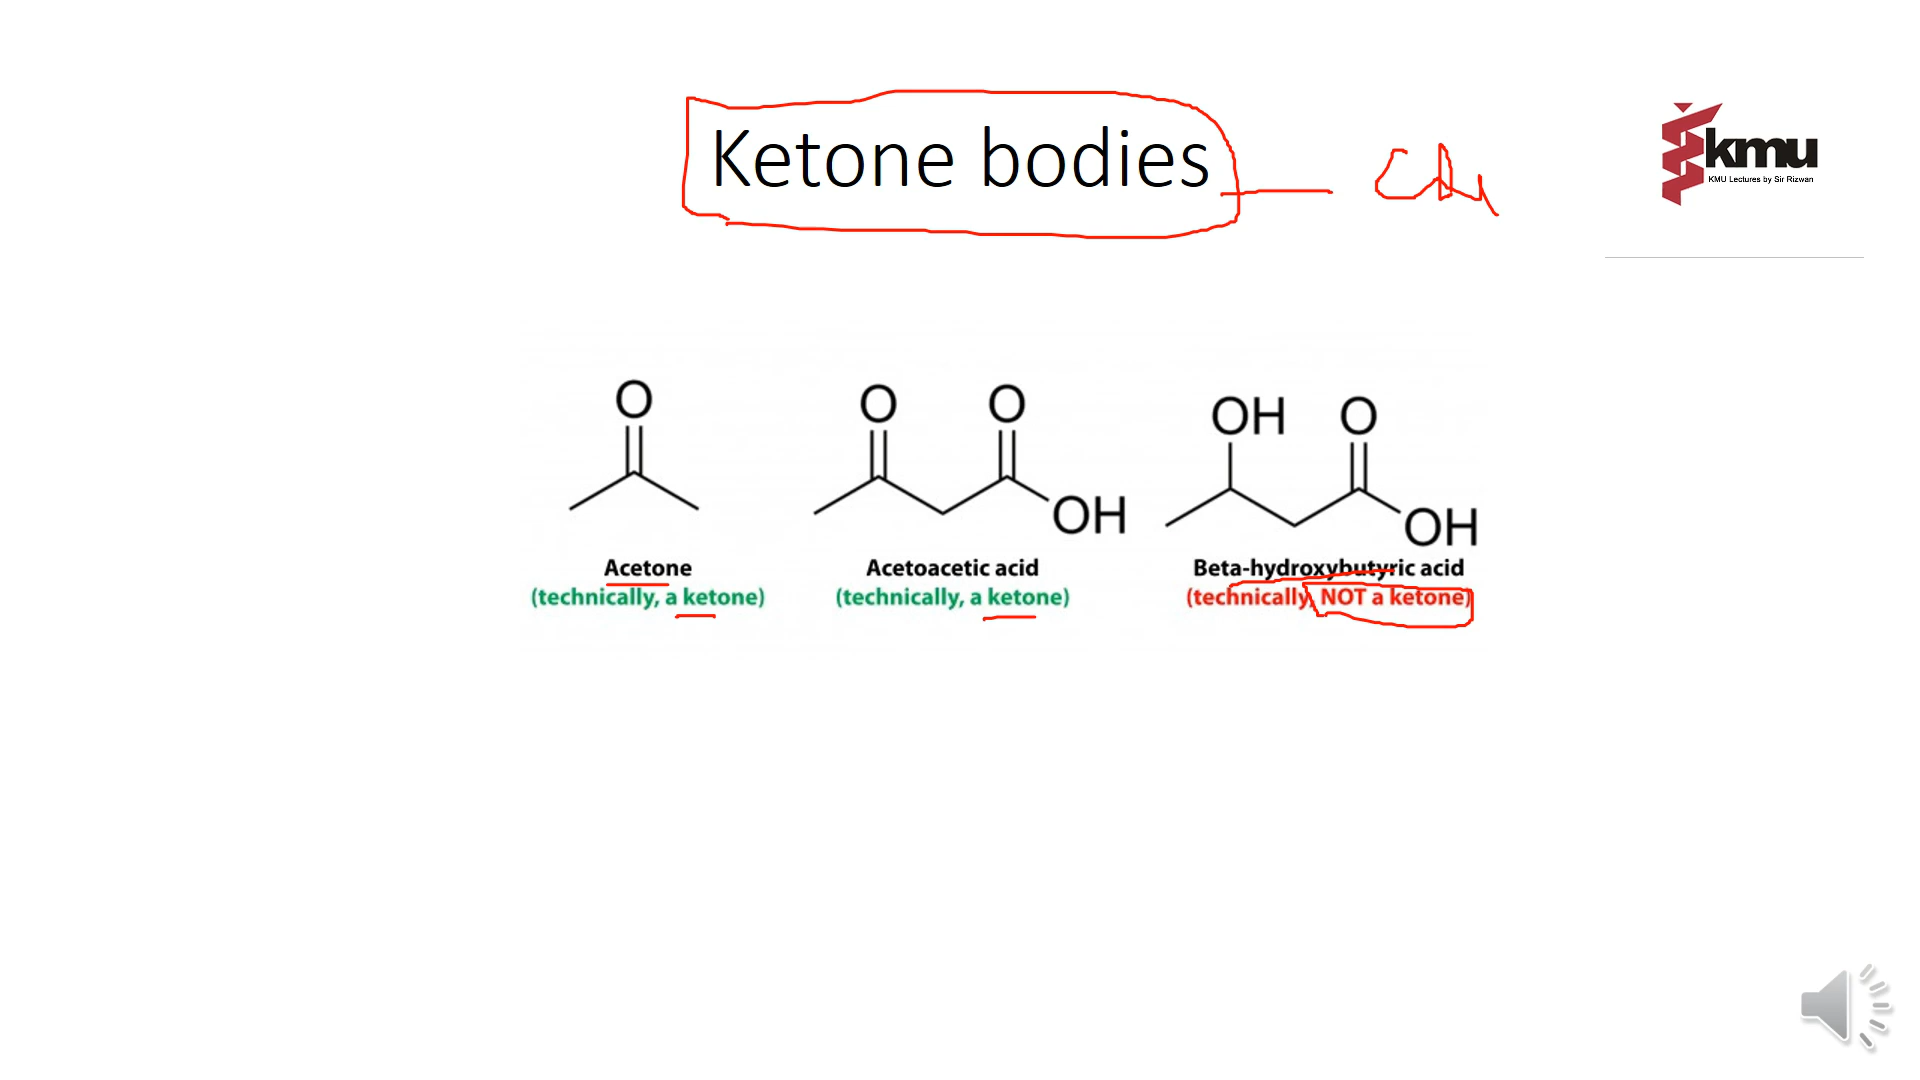 Ketone bodies
kmu
KMU Lectures by Sir Rizwan
O
O
O
OH
O
OH
OH
Acetone
Acetoacetic acid
Beta-hydroxybutyric acid
(technically, a ketone)
(technically, a ketone)
(technically, NOT a ketone)